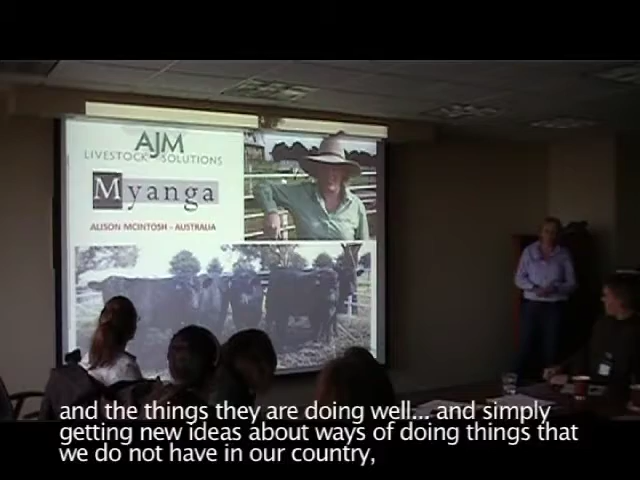 AJM
LIVESTOCK SOLUTIONS
Myanga
ALISON MCINTOSH - AUSTRALIA
and the things they are doing well... and simply
getting new ideas about ways of doing things that
we do not have in our country,